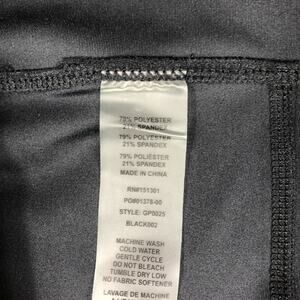 79% POLYESTER
21% SPANDEX
79% POLYESTER
21% SPANDEX
79% POLIÉSTER
21% SPANDEX
MADE IN CHINA
RN#151301
PO#01378-00
STYLE: GP0025
BLACK002
MACHINE WASH
COLD WATER
GENTLE CYCLE
DO NOT BLEACH
TUMBLE DRY LOW
NO FABRIC SOFTENER
LAVAGE DE MACHINE